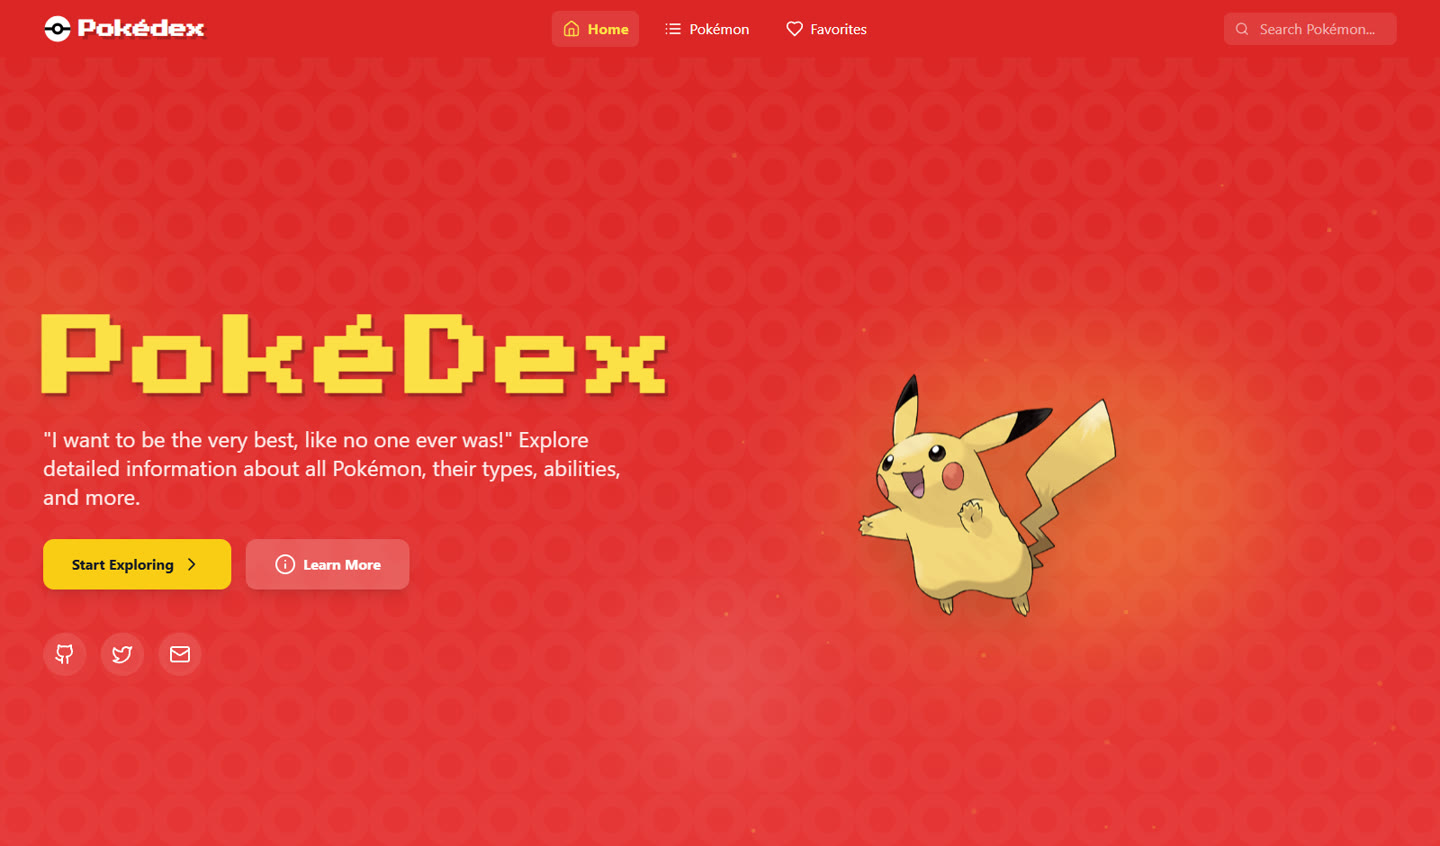 Pokédex
Home
Pokémon
Favorites
Search Pokémon...
PokéDex
"I want to be the very best, like no one ever was!" Explore
detailed information about all Pokémon, their types, abilities,
and more.
Start Exploring
Learn More